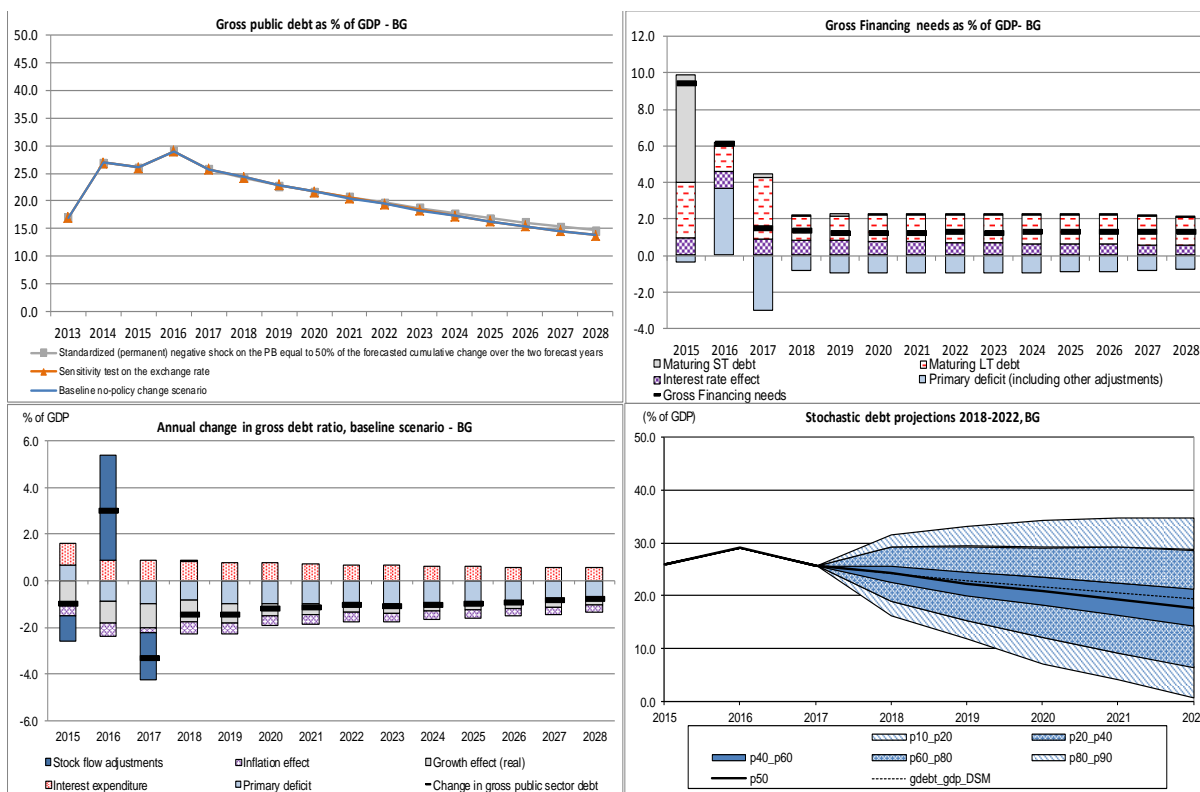 Gross public debt as % of GDP - BG
50.0
45.0
40.0
35.0
30.0
25.0
20.0
15.0
10.0
5.0
0.0
2013 2014 2015 2016 2017 2018 2019 2020 2021 2022 2023 2024 2025 2026 2027 2028
Standardized (permanent) negative shock on the PB equal to 50% of the forecasted cumulative change over the two forecast years
Sensitivity test on the exchange rate
Baseline no-policy change scenario
Gross Financing needs as % of GDP- BG
12.0
10.0
8.0
6.0
4.0
2.0
0.0
-2.0
-4.0
2015 2016 2017 2018 2019 2020 2021 2022 2023 2024 2025 2026 2027 2028
Maturing ST debt Maturing LT debt
Interest rate effect Primary deficit (including other adjustments)
Gross Financing needs
% of GDP
Annual change in gross debt ratio, baseline scenario - BG
6.0
4.0
2.0
0.0
-2.0
-4.0
-6.0
2015 2016 2017 2018 2019 2020 2021 2022 2023 2024 2025 2026 2027 2028
Stock flow adjustments Inflation effect Growth effect (real)
Interest expenditure Primary deficit Change in gross public sector debt
(% of GDP)
Stochastic debt projections 2018-2022, BG
50.0
40.0
30.0
20.0
10.0
0.0
2015 2016 2017 2018 2019 2020 2021 202
p10_p20 p20_p40
p40_p60 p60_p80 p80_p90
p50 gdebt_gdp_DSM